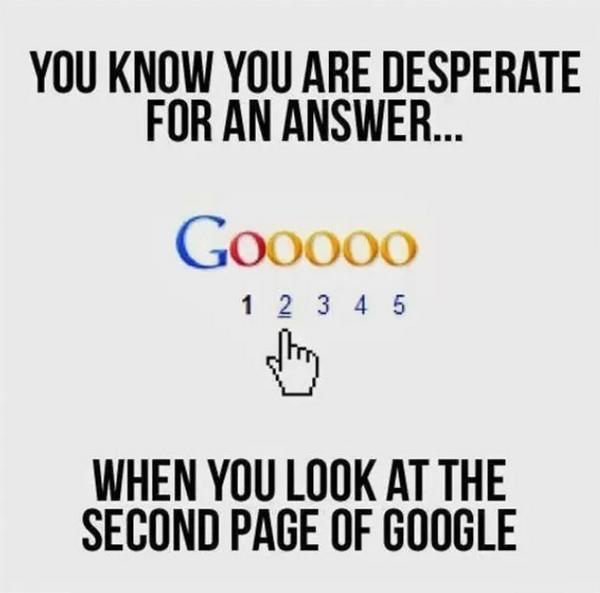 YOU KNOW YOU ARE DESPERATE
FOR AN ANSWER...
Gooooo
1 2 3 4 5
WHEN YOU LOOK AT THE
SECOND PAGE OF GOOGLE